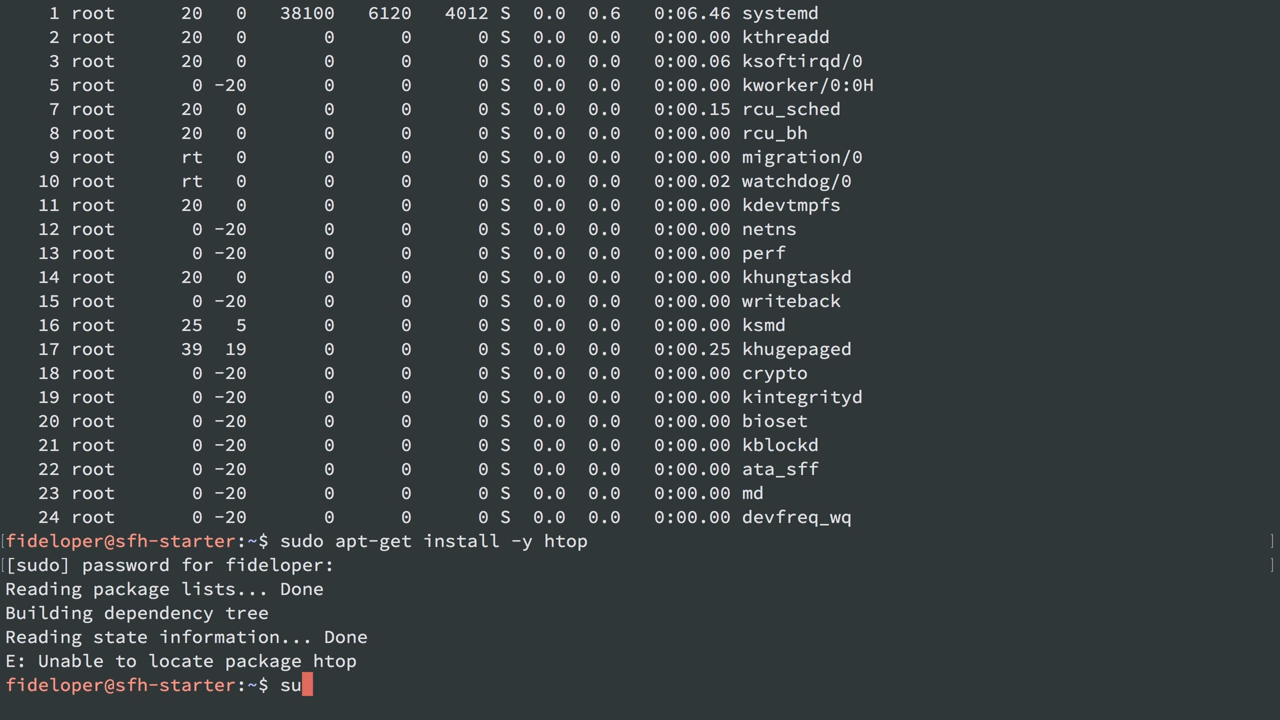 1 root 20 0 38100 6120 4012 S 0.0 0.6 0:06.46 systemd
2 root 20 0 0 0 0 S 0.0 0.0 0:00.00 kthreadd
3 root 20 0 0 0 0 S 0.0 0.0 0:00.06 ksoftirqd/0
5 root 0 -20 0 0 0 S 0.0 0.0 0:00.00 kworker/0:0H
7 root 20 0 0 0 0 S 0.0 0.0 0:00.15 rcu_sched
8 root 20 0 0 0 0 S 0.0 0.0 0:00.00 rcu_bh
9 root rt 0 0 0 0 S 0.0 0.0 0:00.00 migration/0
10 root rt 0 0 0 0 S 0.0 0.0 0:00.02 watchdog/0
11 root 20 0 0 0 0 S 0.0 0.0 0:00.00 kdevtmpfs
12 root 0 -20 0 0 0 S 0.0 0.0 0:00.00 netns
13 root 0 -20 0 0 0 S 0.0 0.0 0:00.00 perf
14 root 20 0 0 0 0 S 0.0 0.0 0:00.00 khungtaskd
15 root 0 -20 0 0 0 S 0.0 0.0 0:00.00 writeback
16 root 25 5 0 0 0 S 0.0 0.0 0:00.00 ksmd
17 root 39 19 0 0 0 S 0.0 0.0 0:00.25 khugepaged
18 root 0 -20 0 0 0 S 0.0 0.0 0:00.00 crypto
19 root 0 -20 0 0 0 S 0.0 0.0 0:00.00 kintegrityd
20 root 0 -20 0 0 0 S 0.0 0.0 0:00.00 bioset
21 root 0 -20 0 0 0 S 0.0 0.0 0:00.00 kblockd
22 root 0 -20 0 0 0 S 0.0 0.0 0:00.00 ata_sff
23 root 0 -20 0 0 0 S 0.0 0.0 0:00.00 md
24 root 0 -20 0 0 0 S 0.0 0.0 0:00.00 devfreq_wq
[fideloper@sfh-starter:~$ sudo apt-get install -y htop ]
[[sudo] password for fideloper: ]
Reading package lists... Done
Building dependency tree
Reading state information... Done
E: Unable to locate package htop
fideloper@sfh-starter:~$ su